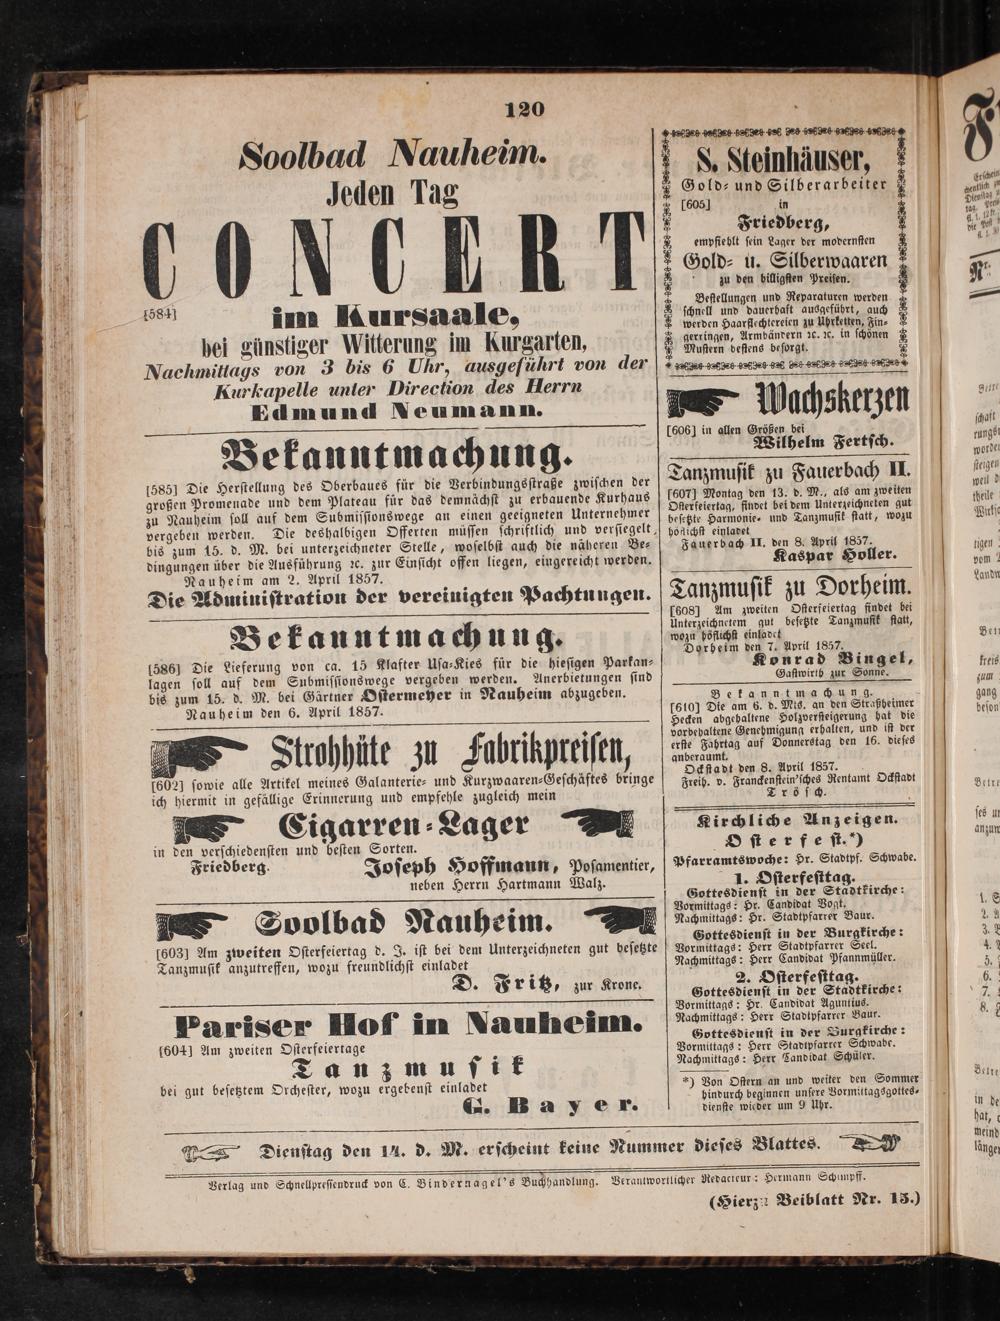 120
Soolbad Nauheim.
Jeden Tag
CONCERT
[584]
im Kursaale,
bei günstiger Witterung im Kurgarten,
Nachmittags von 3 bis 6 Uhr, ausgeführt von der
Kurkapelle unter Direction des Herrn
Edmund Neumann.
Bekanntmachung.
[585] Die Herstellung des Oberbaues für die Verbindungsstraße zwischen der
großen Promenade und dem Plateau für das demnächst zu erbauende Kurhaus
zu Nauheim soll auf dem Submissionswege an einen geeigneten Unternehmer
vergeben werden. Die deshalbigen Offerten müssen schriftlich und versiegelt,
bis zum 15. d. M. bei unterzeichneter Stelle, woselbst auch die näheren Be-
dingungen über die Ausführung ꝛc. zur Einsicht offen liegen, eingereicht werden.
Nauheim am 2. April 1857.
Die Administration der vereinigten Pachtungen.
Bekanntmachung.
[586] Die Lieferung von ca. 15 Klafter Usa-Kies für die hiesigen Parkan-
lagen soll auf dem Submissionswege vergeben werden. Anerbietungen sind
bis zum 15. d. M. bei Gärtner Ostermeyer in Nauheim abzugeben.
Nauheim den 6. April 1857.
Strohhüte zu Fabrikpreisen,
[602] sowie alle Artikel meines Galanterie- und Kurzwaaren-Geschäftes bringe
ich hiermit in gefällige Erinnerung und empfehle zugleich mein
Cigarren-Lager
in den verschiedensten und besten Sorten.
Friedberg. Joseph Hoffmann, Posamentier,
neben Herrn Hartmann Walz.
Soolbad Nauheim.
[603] Am zweiten Osterfeiertag d. J. ist bei dem Unterzeichneten gut besetzte
Tanzmusik anzutreffen, wozu freundlichst einladet
D. Fritz, zur Krone.
Pariser Hof in Nauheim.
[604] Am zweiten Osterfeiertage
Tanzmusik
bei gut besetztem Orchester, wozu ergebenst einladet
G. Bayer.
S. Steinhäuser,
Gold- und Silberarbeiter
[605] in
Friedberg,
empfiehlt sein Lager der modernsten
Gold- u. Silberwaaren
zu den billigsten Preisen.
Bestellungen und Reparaturen werden
schnell und dauerhaft ausgeführt, auch
werden Haarflechtereien zu Uhrketten, Fin-
gerringen, Armbändern ꝛc. ꝛc. in schönen
Mustern bestens besorgt.
Wachskerzen
[606] in allen Größen bei
Wilhelm Fertsch.
Tanzmusik zu Fauerbach II.
[607] Montag den 13. d. M., als am zweiten
Osterfeiertag, findet bei dem Unterzeichneten gut
besetzte Harmonie- und Tanzmusik statt, wozu
höflichst einladet
Fauerbach II. den 8. April 1857.
Kaspar Holler.
Tanzmusik zu Dorheim.
[608] Am zweiten Osterfeiertag findet bei
Unterzeichnetem gut besetzte Tanzmusik statt,
wozu höflichst einladet
Dorheim den 7. April 1857.
Konrad Bingel,
Gastwirth zur Sonne.
Bekanntmachung.
[610] Die am 6. d. Mts. an den Straßheimer
Hecken abgehaltene Holzversteigerung hat die
vorbehaltene Genehmigung erhalten, und ist der
erste Fahrtag auf Donnerstag den 16. dieses
anberaumt.
Ockstadt den 8. April 1857.
Freih. v. Franckenstein'sches Rentamt Ockstadt
Trösch.
Kirchliche Anzeigen.
Osterfest.*)
Pfarramtswoche: Hr. Stadtpf. Schwabe.
1. Osterfesttag.
Gottesdienst in der Stadtkirche:
Vormittags: Hr. Candidat Vogt.
Nachmittags: Hr. Stadtpfarrer Baur.
Gottesdienst in der Burgkirche:
Vormittags: Herr Stadtpfarrer Seel.
Nachmittags: Herr Candidat Pfannmüller.
2. Osterfesttag.
Gottesdienst in der Stadtkirche:
Vormittags: Hr. Candidat Aguntius.
Nachmittags: Herr Stadtpfarrer Baur.
Gottesdienst in der Burgkirche:
Vormittags: Herr Stadtpfarrer Schwabe.
Nachmittags: Herr Candidat Schüler.
*) Von Ostern an und weiter den Sommer
hindurch beginnen unsere Vormittagsgottes-
dienste wieder um 9 Uhr.
Dienstag den 14. d. M. erscheint keine Nummer dieses Blattes.
Verlag und Schnellpressendruck von C. Bindernagel's Buchhandlung. Verantwortlicher Redacteur: Hermann Schimpff.
(Hierzu Beiblatt Nr. 15.)